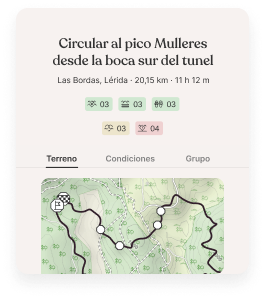 Circular al pico Mulleres
desde la boca sur del tunel
Las Bordas, Lérida · 20,15 km · 11 h 12 m
03 03 03
03 04
Terreno Condiciones Grupo